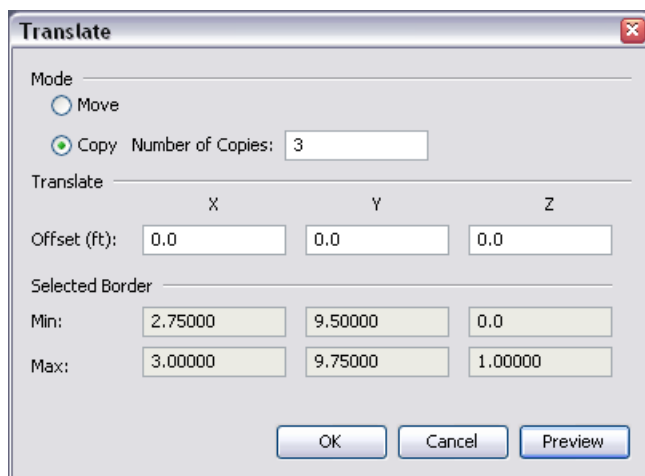 Translate
Mode
Move
Copy Number of Copies: 3
Translate
X Y Z
Offset (ft): 0.0 0.0 0.0
Selected Border
Min: 2.75000 9.50000 0.0
Max: 3.00000 9.75000 1.00000
OK Cancel Preview